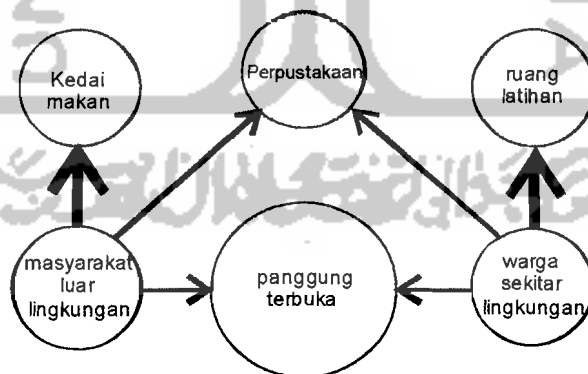 Kedai
makan
Perpustakaan
ruang
latihan
masyarakat
luar
lingkungan
panggung
terbuka
warga
sekitar
lingkungan